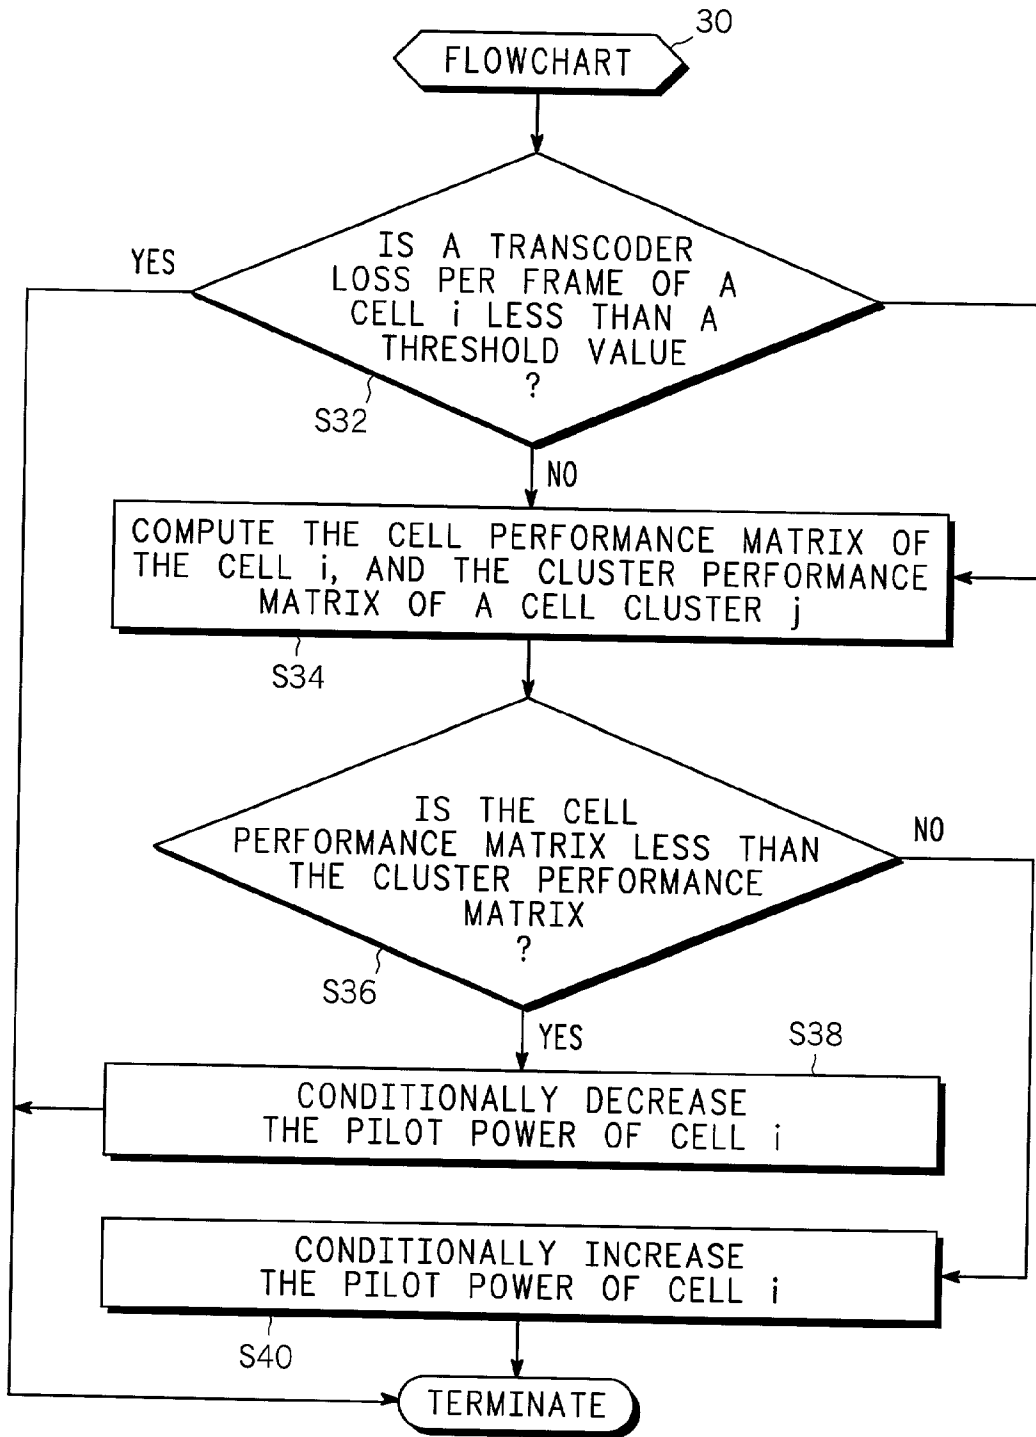 30
FLOWCHART
IS A TRANSCODER
LOSS PER FRAME OF A
CELL i LESS THAN A
THRESHOLD VALUE
?
YES
S32
NO
COMPUTE THE CELL PERFORMANCE MATRIX OF
THE CELL i, AND THE CLUSTER PERFORMANCE
MATRIX OF A CELL CLUSTER j
S34
IS THE CELL
PERFORMANCE MATRIX LESS THAN
THE CLUSTER PERFORMANCE
MATRIX
?
NO
S36
YES
S38
CONDITIONALLY DECREASE
THE PILOT POWER OF CELL i
CONDITIONALLY INCREASE
THE PILOT POWER OF CELL i
S40
TERMINATE